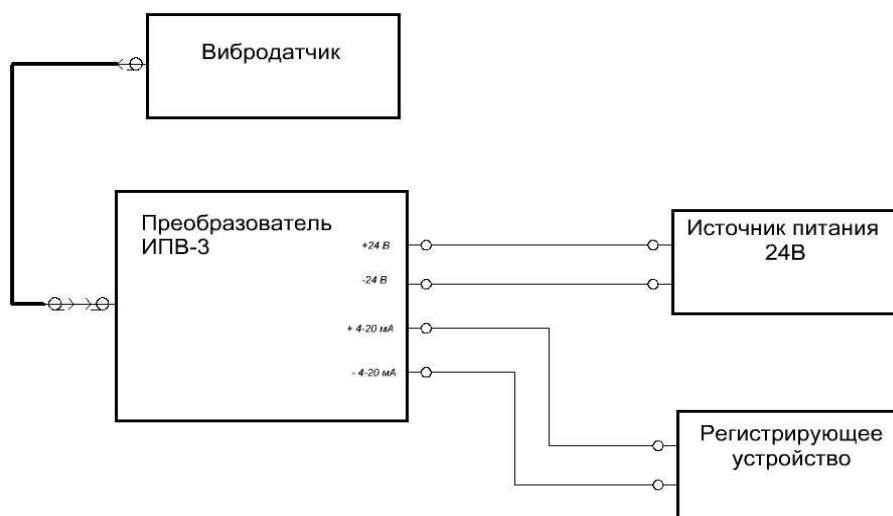 Вибродатчик
Преобразователь
ИПВ-3
+24 В
-24 В
+ 4-20 мА
- 4-20 мА
Источник питания
24В
Регистрирующее
устройство